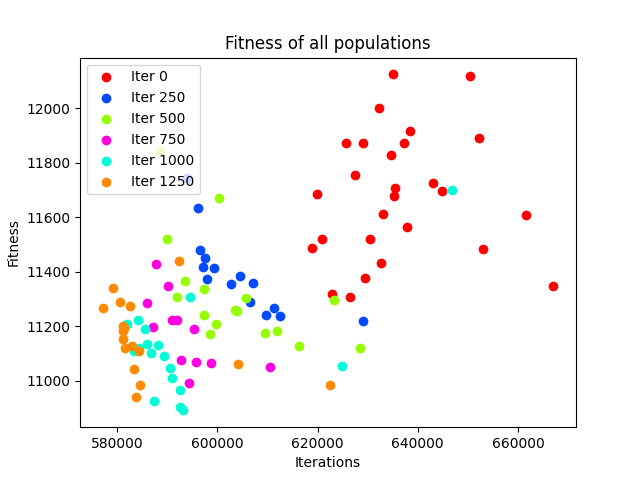 Fitness of all populations
Iter 0
Iter 250
Iter 500
Iter 750
Iter 1000
Iter 1250
12000
11800
11600
11400
11200
11000
Fitness
580000 600000 620000 640000 660000
Iterations